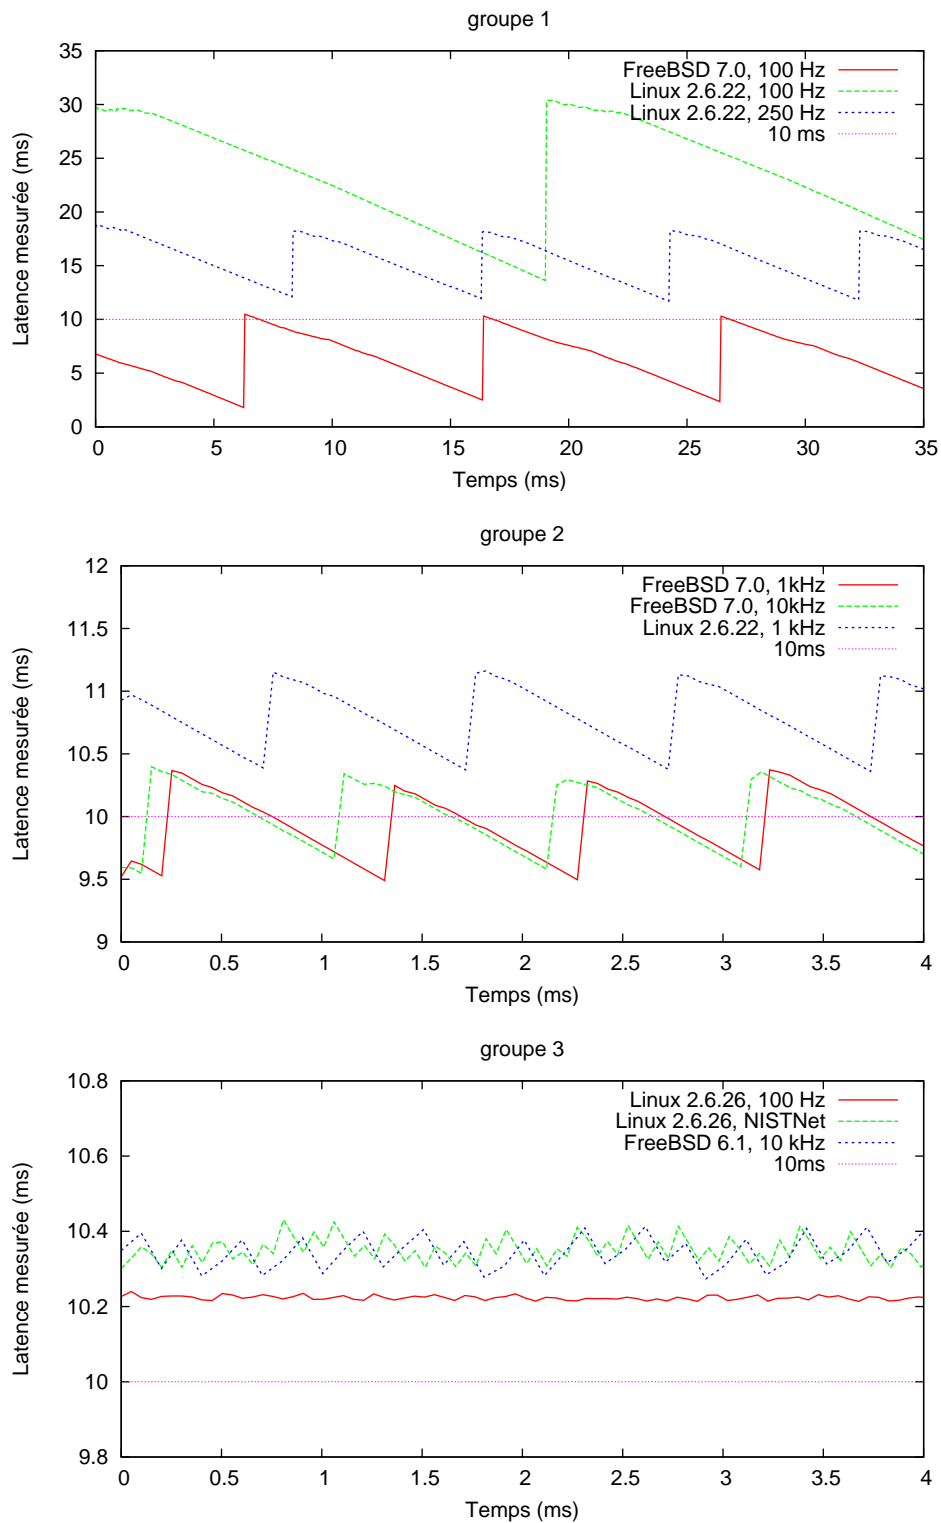 groupe 1
35
30
25
20
15
10
5
0
Latence mesurée (ms)
FreeBSD 7.0, 100 Hz
Linux 2.6.22, 100 Hz
Linux 2.6.22, 250 Hz
10 ms
0 5 10 15 20 25 30 35
Temps (ms)
groupe 2
12
11.5
11
10.5
10
9.5
9
Latence mesurée (ms)
FreeBSD 7.0, 1kHz
FreeBSD 7.0, 10kHz
Linux 2.6.22, 1 kHz
10ms
0 0.5 1 1.5 2 2.5 3 3.5 4
Temps (ms)
groupe 3
10.8
10.6
10.4
10.2
10
9.8
Latence mesurée (ms)
Linux 2.6.26, 100 Hz
Linux 2.6.26, NISTNet
FreeBSD 6.1, 10 kHz
10ms
0 0.5 1 1.5 2 2.5 3 3.5 4
Temps (ms)